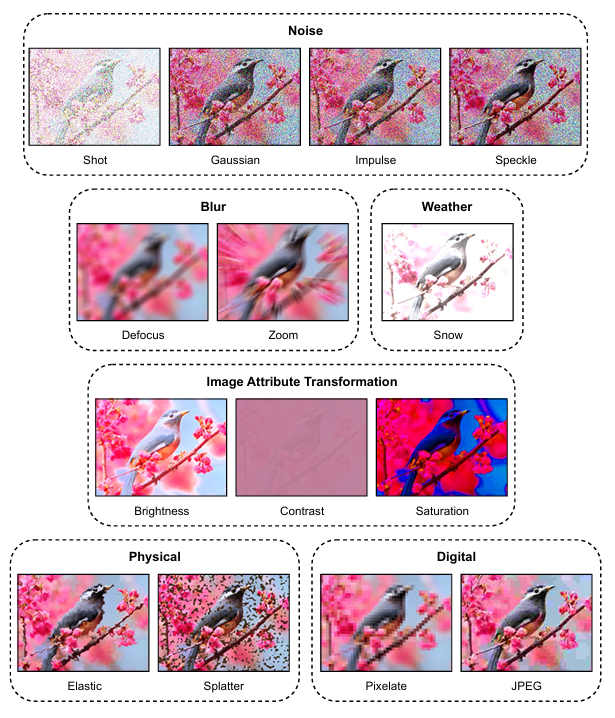 Noise
Shot Gaussian Impulse Speckle
Blur Weather
Defocus Zoom Snow
Image Attribute Transformation
Brightness Contrast Saturation
Physical Digital
Elastic Splatter Pixelate JPEG